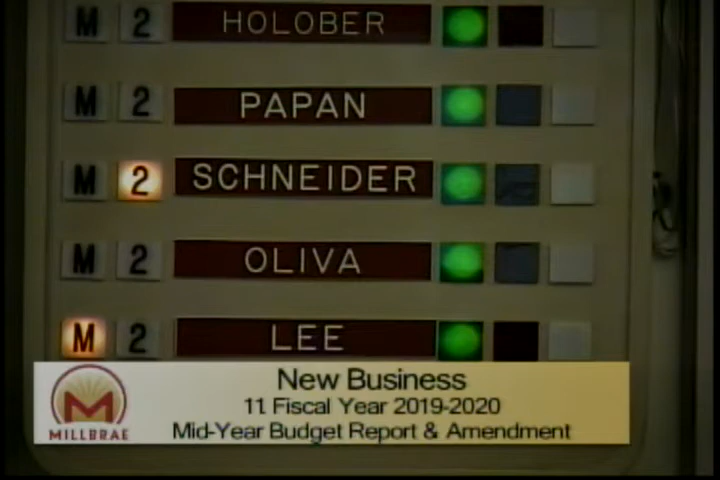 M 2 HOLOBER
M 2 PAPAN
M 2 SCHNEIDER
M 2 OLIVA
M 2 LEE
M
MILLBRAE
New Business
11. Fiscal Year 2019-2020
Mid-Year Budget Report & Amendment